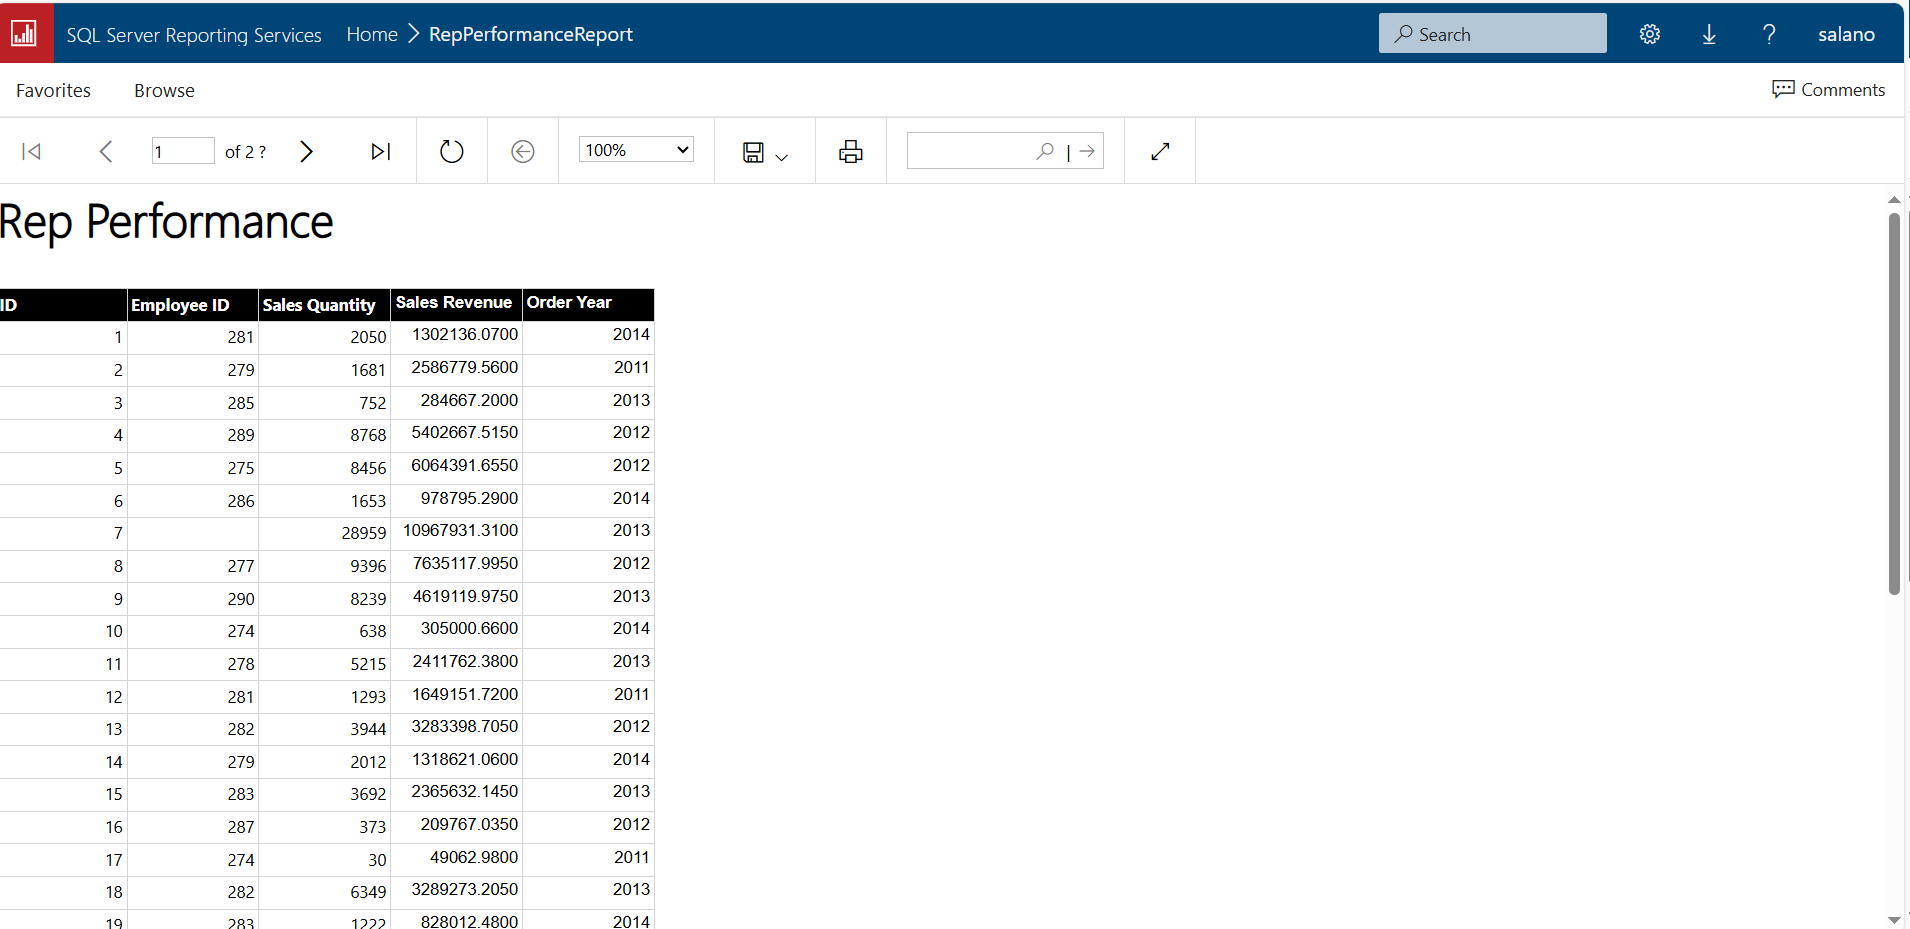 SQL Server Reporting Services Home > RepPerformanceReport Search ? salano
Favorites Browse Comments
1 of 2 ? 100% |
Rep Performance
ID Employee ID Sales Quantity Sales Revenue Order Year
1 281 2050 1302136.0700 2014
2 279 1681 2586779.5600 2011
3 285 752 284667.2000 2013
4 289 8768 5402667.5150 2012
5 275 8456 6064391.6550 2012
6 286 1653 978795.2900 2014
7 28959 10967931.3100 2013
8 277 9396 7635117.9950 2012
9 290 8239 4619119.9750 2013
10 274 638 305000.6600 2014
11 278 5215 2411762.3800 2013
12 281 1293 1649151.7200 2011
13 282 3944 3283398.7050 2012
14 279 2012 1318621.0600 2014
15 283 3692 2365632.1450 2013
16 287 373 209767.0350 2012
17 274 30 49062.9800 2011
18 282 6349 3289273.2050 2013
19 283 1222 828012.4800 2014